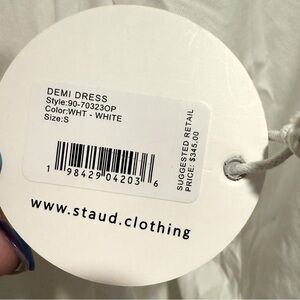 DEMI DRESS
Style:90-70323OP
Color:WHT - WHITE
Size:S
SUGGESTED RETAIL
PRICE: $345.00
1 98429 04203 6
www.staud.clothing